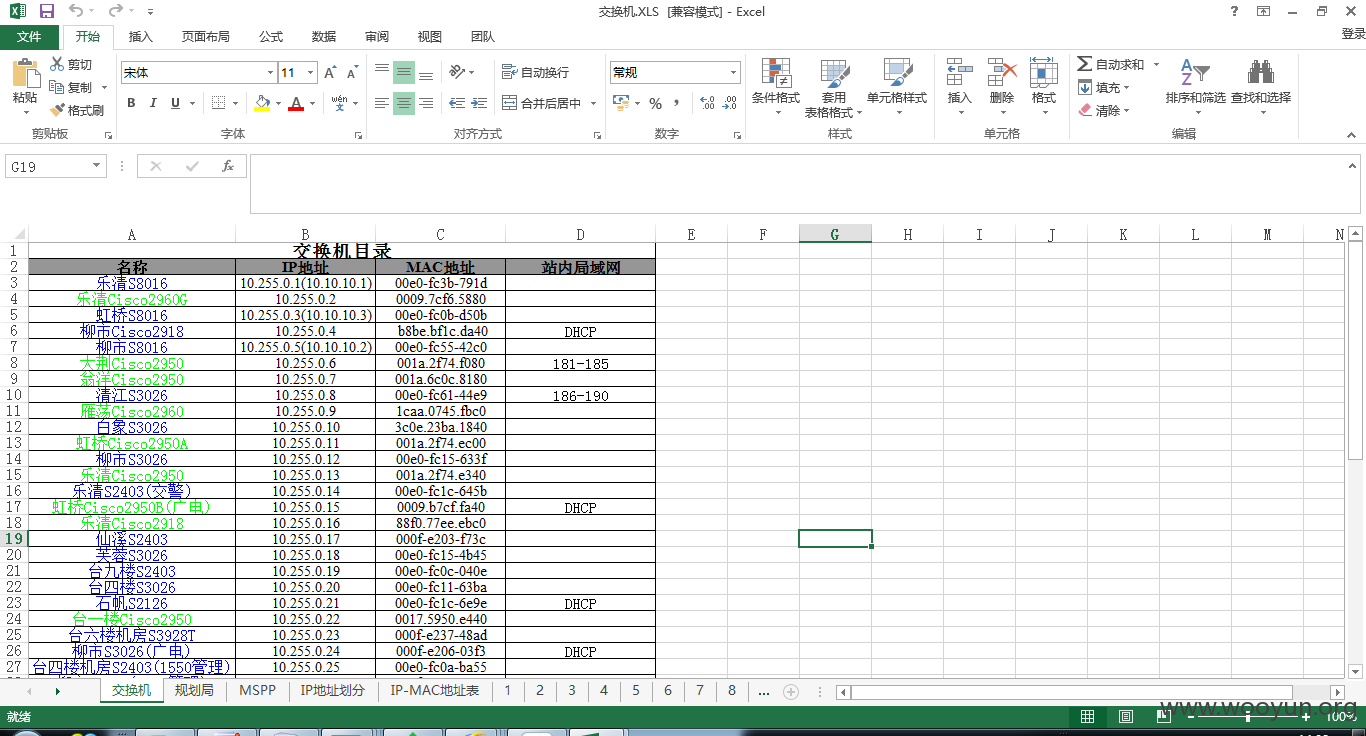 交换机.XLS [兼容模式] - Excel
?
登录
文件 开始 插入 页面布局 公式 数据 审阅 视图 团队
粘贴 剪切 复制 格式刷 剪贴板
宋体 11 A A B I U A wén 字体
自动换行 合并后居中 对齐方式
常规 % , .0 .00 数字
条件格式 套用 表格格式 单元格样式 样式
插入 删除 格式 单元格
Σ 自动求和 填充 清除 排序和筛选 查找和选择 编辑
G19 fx
A B C D E F G H I J K L M N
1 交换机目录
2 名称 IP地址 MAC地址 站内局域网
3 乐清S8016 10.255.0.1(10.10.10.1) 00e0-fc3b-791d
4 乐清Cisco2960G 10.255.0.2 0009.7cf6.5880
5 虹桥S8016 10.255.0.3(10.10.10.3) 00e0-fc0b-d50b
6 柳市Cisco2918 10.255.0.4 b8be.bf1c.da40 DHCP
7 柳市S8016 10.255.0.5(10.10.10.2) 00e0-fc55-42c0
8 大荆Cisco2950 10.255.0.6 001a.2f74.f080 181-185
9 翁洋Cisco2950 10.255.0.7 001a.6c0c.8180
10 清江S3026 10.255.0.8 00e0-fc61-44e9 186-190
11 雁荡Cisco2960 10.255.0.9 1caa.0745.fbc0
12 白象S3026 10.255.0.10 3c0e.23ba.1840
13 虹桥Cisco2950A 10.255.0.11 001a.2f74.ec00
14 柳市S3026 10.255.0.12 00e0-fc15-633f
15 乐清Cisco2950 10.255.0.13 001a.2f74.e340
16 乐清S2403(交警) 10.255.0.14 00e0-fc1c-645b
17 虹桥Cisco2950B(广电) 10.255.0.15 0009.b7cf.fa40 DHCP
18 乐清Cisco2918 10.255.0.16 88f0.77ee.ebc0
19 仙溪S2403 10.255.0.17 000f-e203-f73c
20 芙蓉S3026 10.255.0.18 00e0-fc15-4b45
21 台九楼S2403 10.255.0.19 00e0-fc0c-040e
22 台四楼S3026 10.255.0.20 00e0-fc11-63ba
23 石帆S2126 10.255.0.21 00e0-fc1c-6e9e DHCP
24 台一楼Cisco2950 10.255.0.22 0017.5950.e440
25 台六楼机房S3928T 10.255.0.23 000f-e237-48ad
26 柳市S3026(广电) 10.255.0.24 000f-e206-03f3 DHCP
27 台四楼机房S2403(1550管理) 10.255.0.25 00e0-fc0a-ba55
交换机 规划局 MSPP IP地址划分 IP-MAC地址表 1 2 3 4 5 6 7 8 ...
就绪 100%
www.wooyun.org